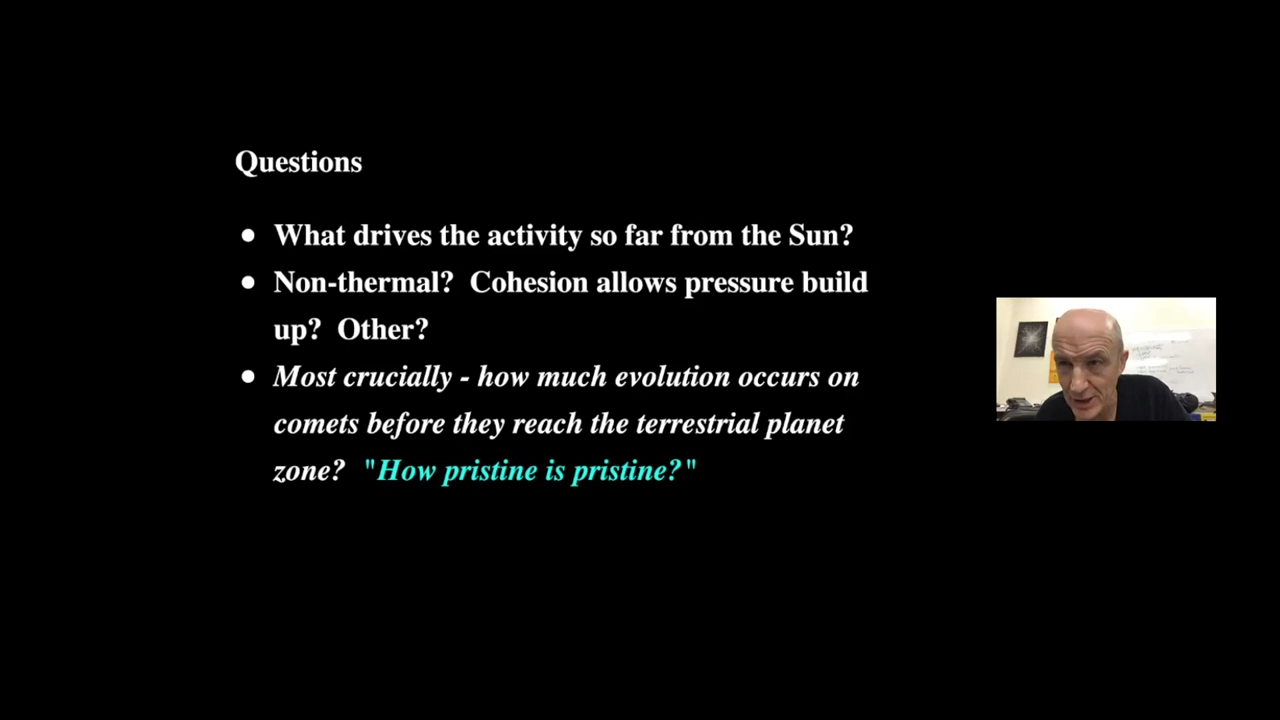 Questions
● What drives the activity so far from the Sun?
● Non-thermal? Cohesion allows pressure build
up? Other?
● Most crucially - how much evolution occurs on
comets before they reach the terrestrial planet
zone? "How pristine is pristine?"